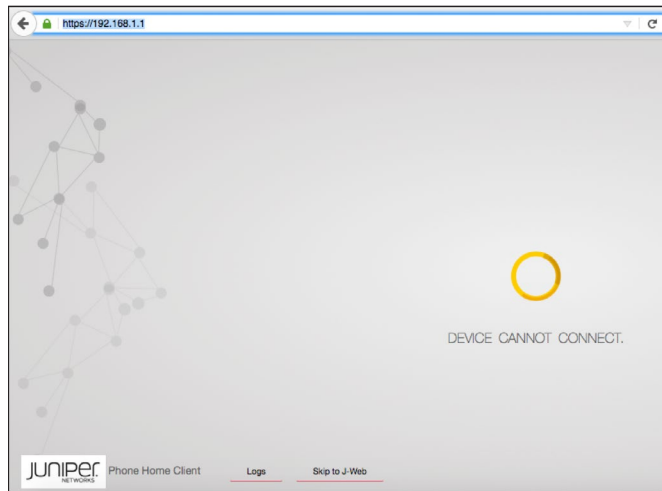 https://192.168.1.1
DEVICE CANNOT CONNECT.
JUNIPER
NETWORKS
Phone Home Client
Logs
Skip to J-Web